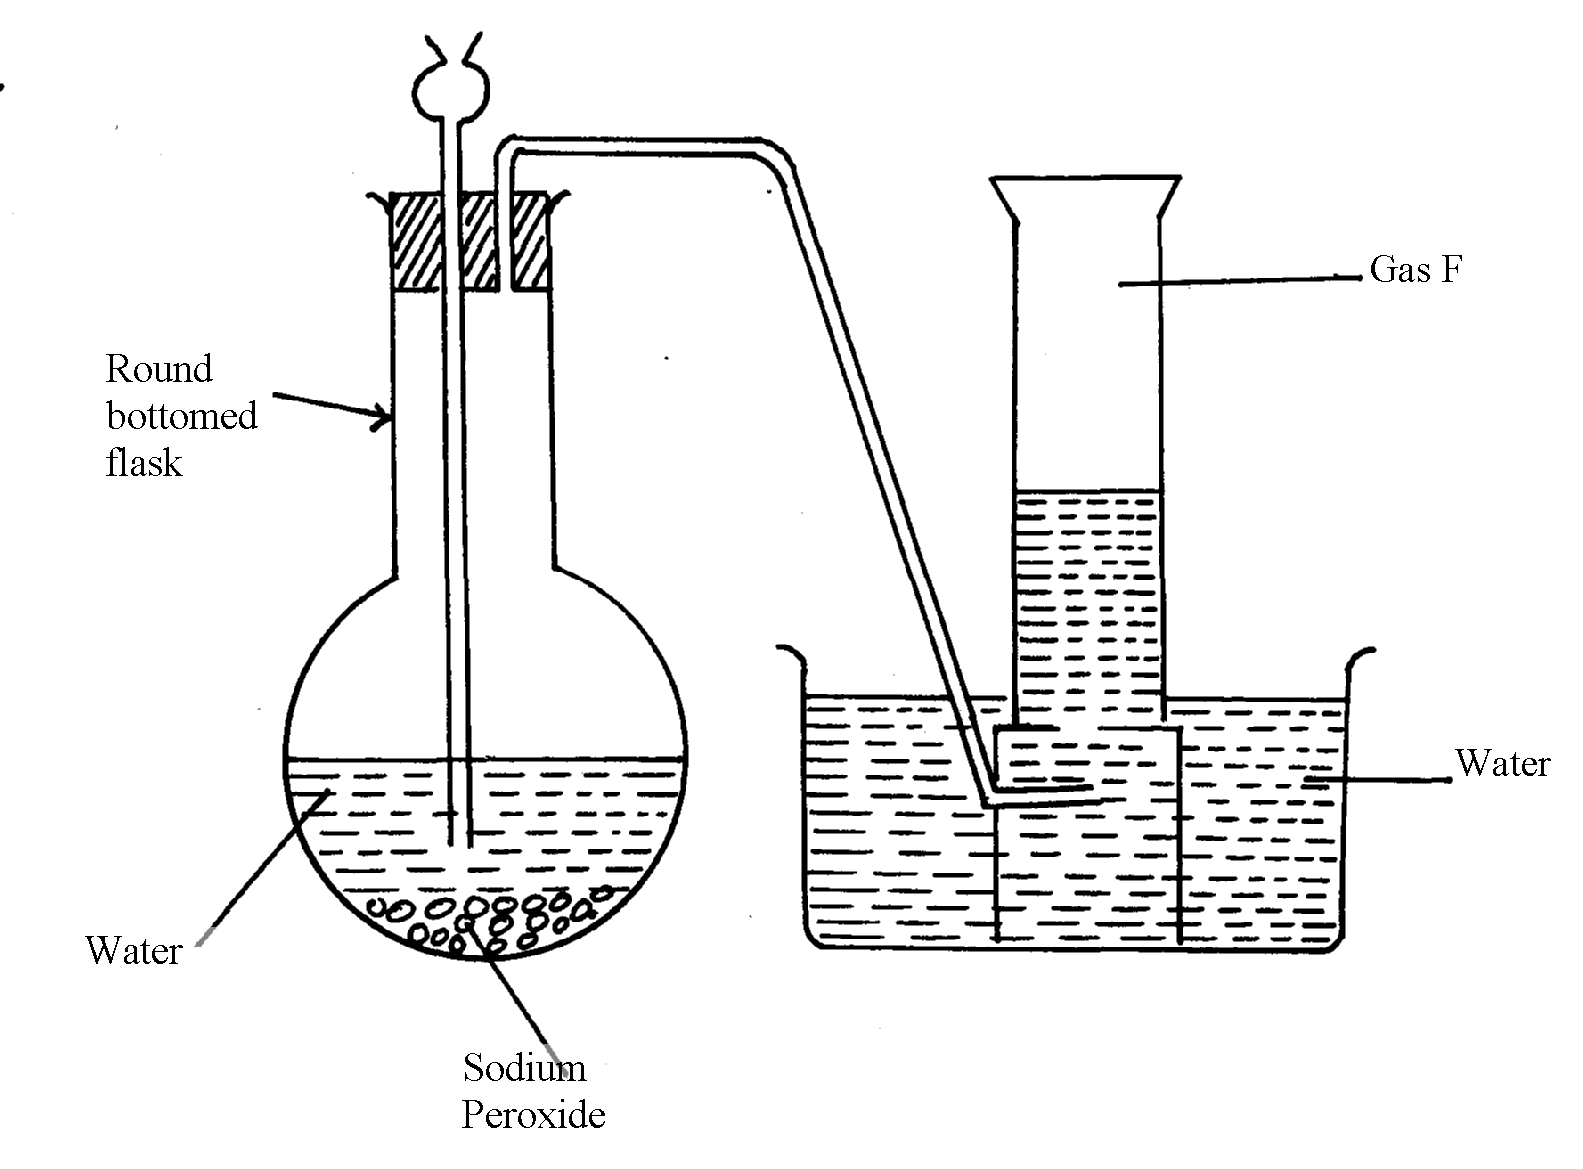 Gas F
Round
bottomed
flask
Water
Water
Sodium
Peroxide